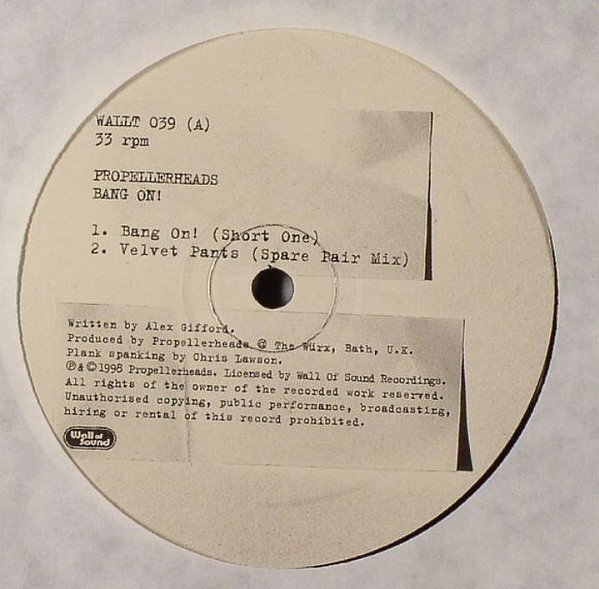 WALLT 039 (A)
33 rpm
PROPELLERHEADS
BANG ON!
1. Bang On! (Short One)
2. Velvet Pants (Spare Pair Mix)
Written by Alex Gifford.
Produced by Propellerheads @ The Würx, Bath, U.K.
Plank spanking by Chris Lawson.
℗&©1998 Propellerheads. Licensed by Wall Of Sound Recordings.
All rights of the owner of the recorded work reserved.
Unauthorised copying, public performance, broadcasting,
hiring or rental of this record prohibited.
Wall of
Sound